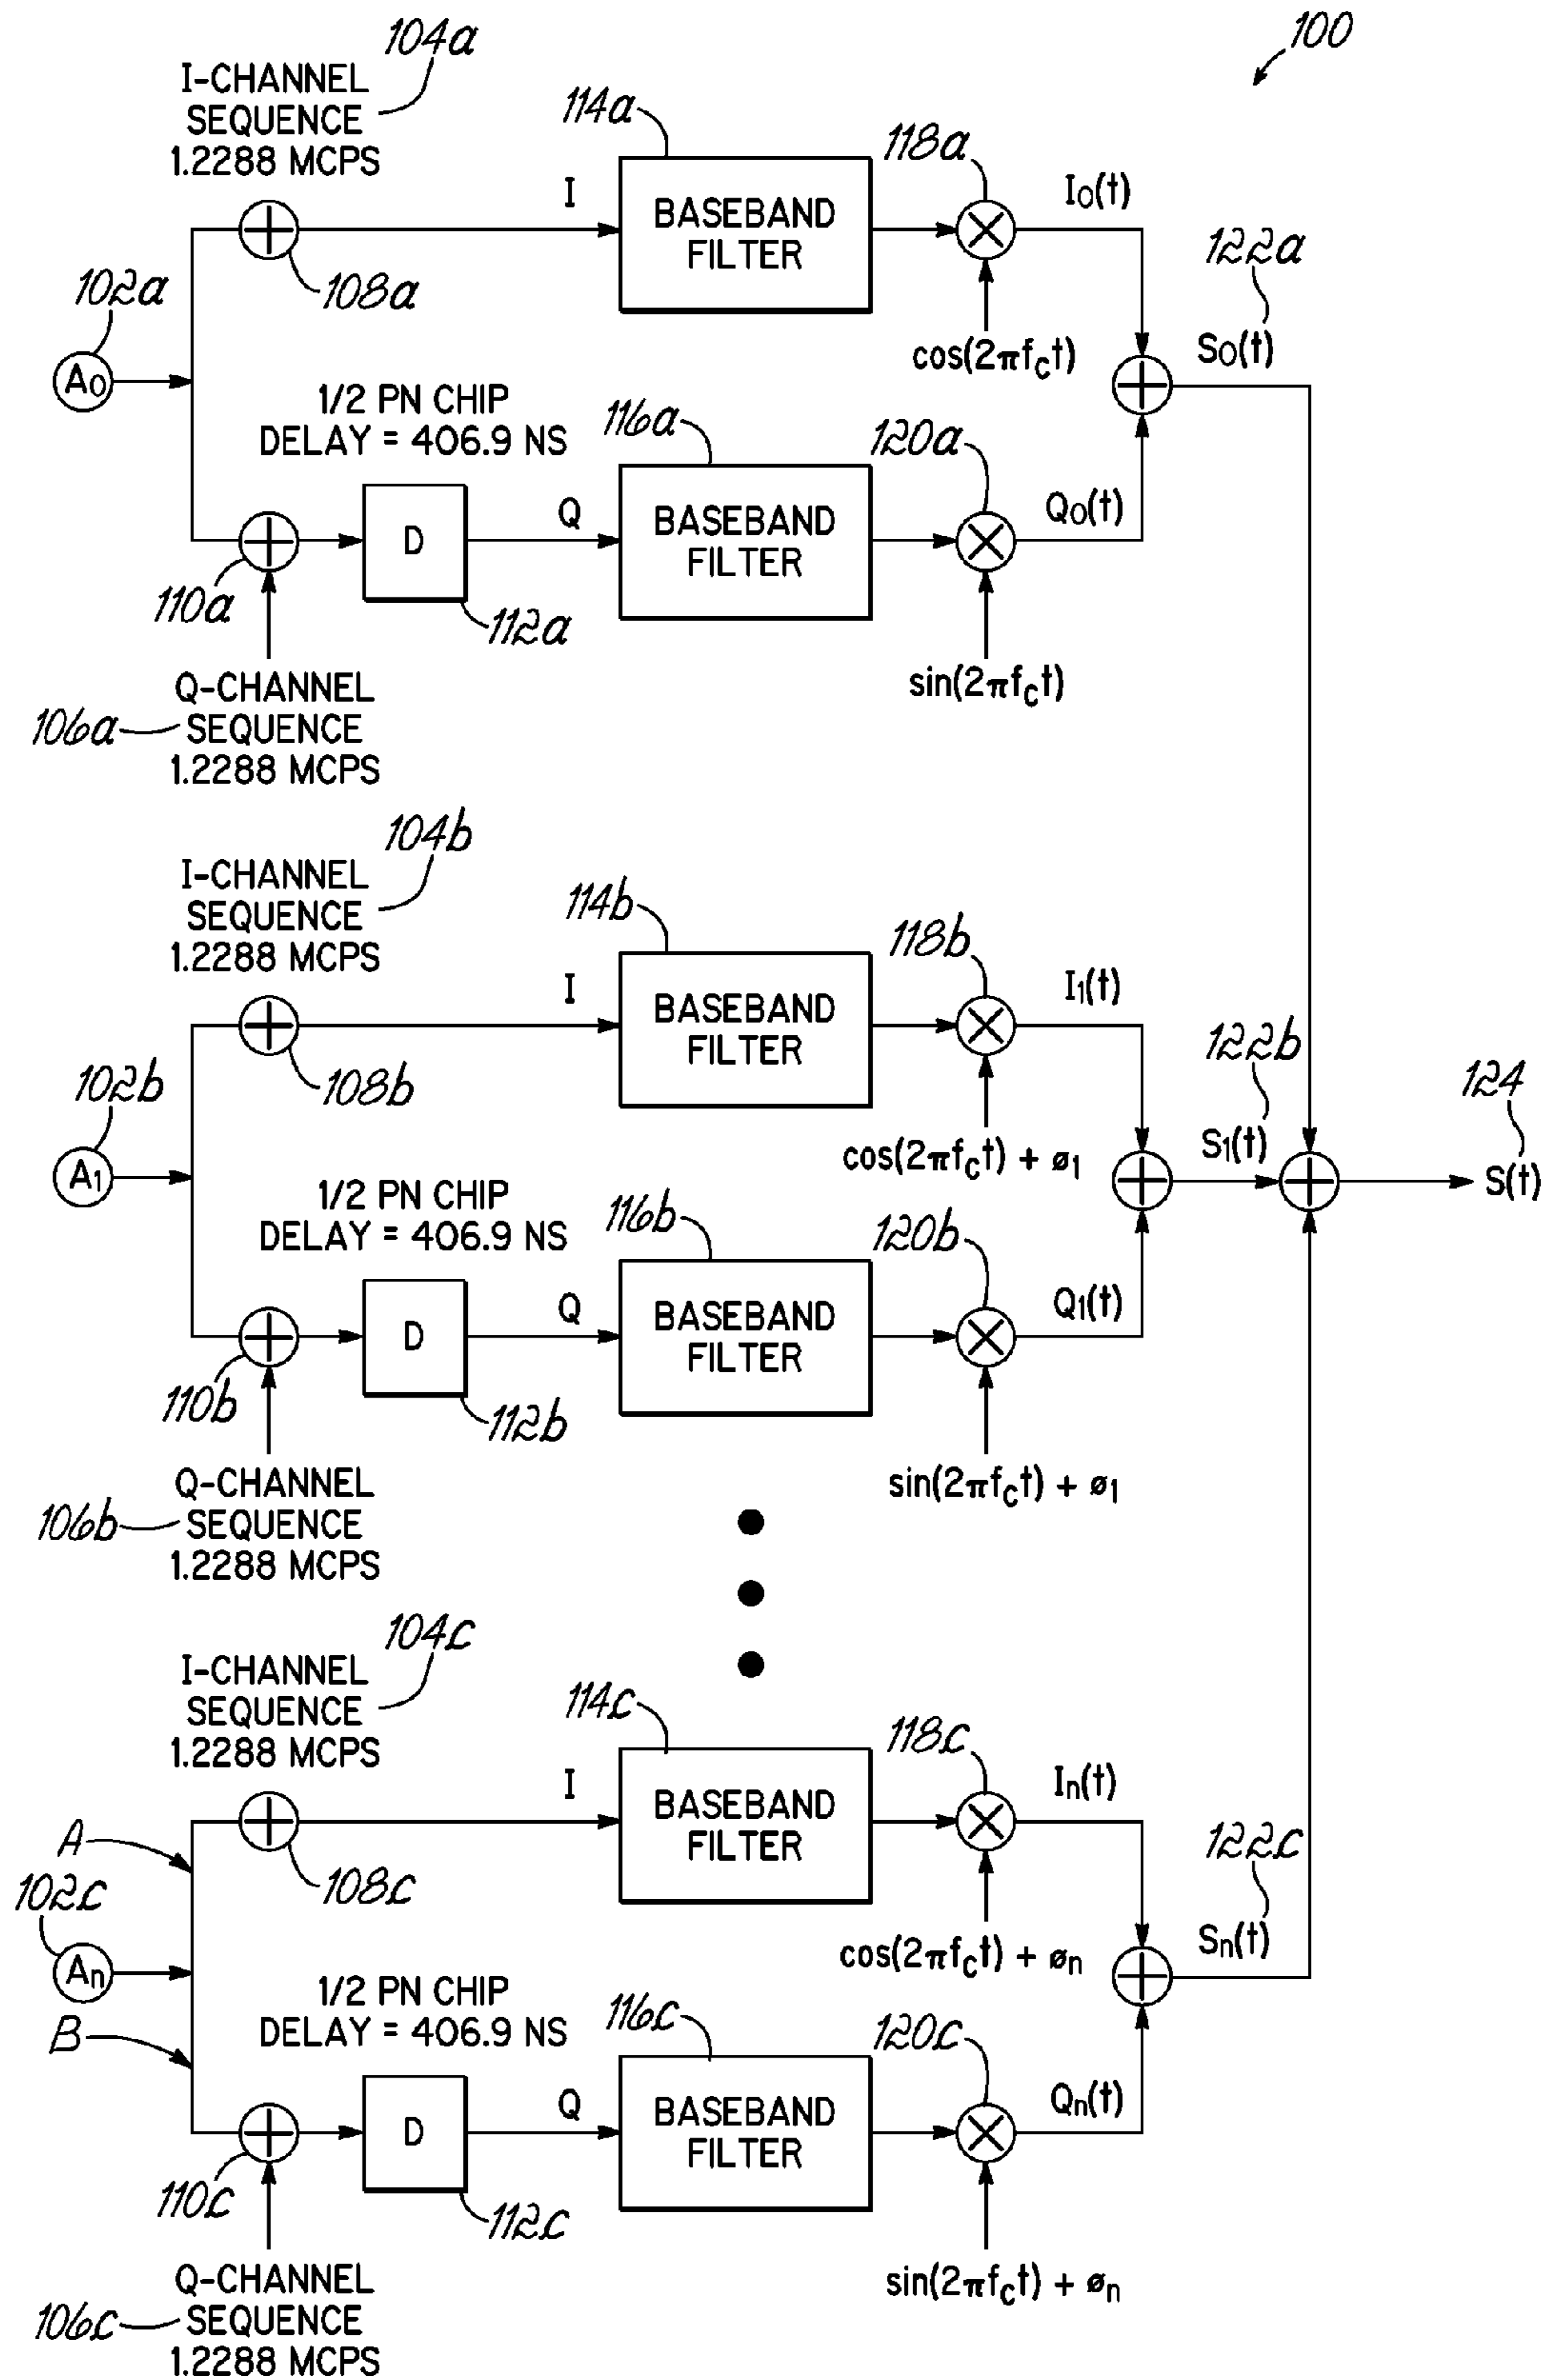 100
104a
I-CHANNEL
SEQUENCE
1.2288 MCPS
114a
118a
I
BASEBAND
FILTER
I0(t)
122a
102a
108a
cos(2πfct)
S0(t)
A0
1/2 PN CHIP
DELAY = 406.9 NS
116a
120a
D
Q
BASEBAND
FILTER
Q0(t)
110a
112a
Q-CHANNEL
106a SEQUENCE
1.2288 MCPS
sin(2πfct)
104b
I-CHANNEL
SEQUENCE
1.2288 MCPS
114b
118b
I
BASEBAND
FILTER
I1(t)
122b
124
102b
108b
cos(2πfct) + ø1
S1(t)
S(t)
A1
1/2 PN CHIP
DELAY = 406.9 NS
116b
120b
D
Q
BASEBAND
FILTER
Q1(t)
110b
112b
Q-CHANNEL
106b SEQUENCE
1.2288 MCPS
sin(2πfct) + ø1
104c
I-CHANNEL
SEQUENCE
1.2288 MCPS
114c
118c
I
BASEBAND
FILTER
In(t)
A
122c
102c
108c
cos(2πfct) + øn
Sn(t)
An
B
1/2 PN CHIP
DELAY = 406.9 NS
116c
120c
D
Q
BASEBAND
FILTER
Qn(t)
110c
112c
Q-CHANNEL
106c SEQUENCE
1.2288 MCPS
sin(2πfct) + øn